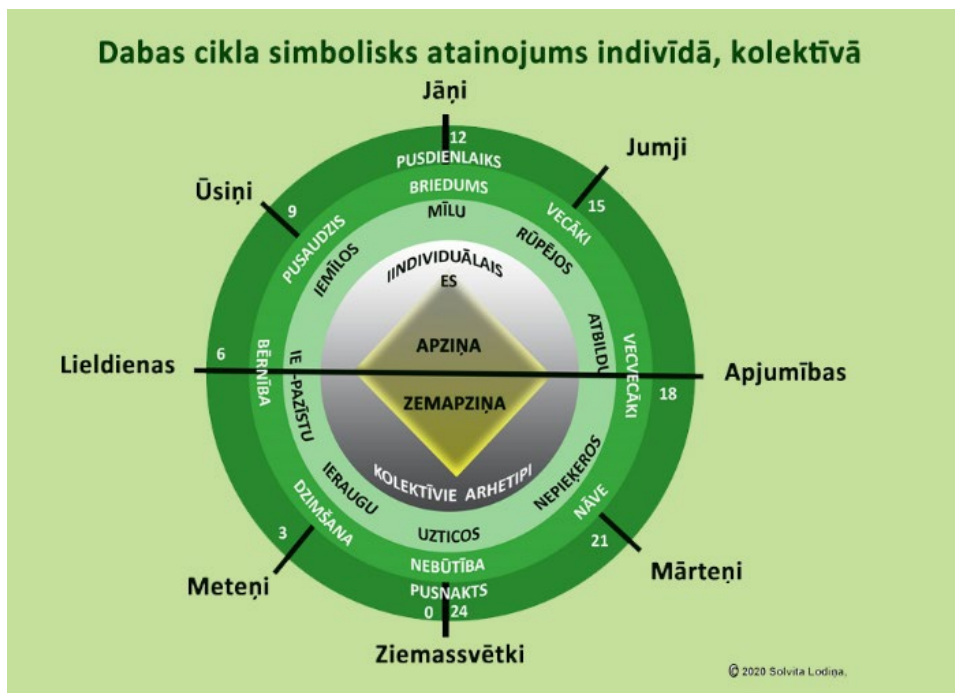 Dabas cikla simbolisks atainojums indivīdā, kolektīvā
Jāņi
12
PUSDIENLAIKS
Jumji
BRIEDUMS
Ūsiņi
9
15
MĪLU
VECĀKI
PUSAUDZIS
RŪPĒJOS
IEMĪLOS
IINDIVIDUĀLAIS
ES
ATBILDU
APZIŅA
VECVECĀKI
BĒRNĪBA
Lieldienas
6
IE
-PAZĪSTU
Apjumības
18
ZEMAPZIŅA
KOLEKTĪVIE ARHETIPI
NEPIEĶEROS
IERAUGU
NĀVE
DZIMŠANA
UZTICOS
3
21
NEBŪTĪBA
Meteņi
Mārteņi
PUSNAKTS
0
24
Ziemassvētki
© 2020 Solvita Lodiņa,